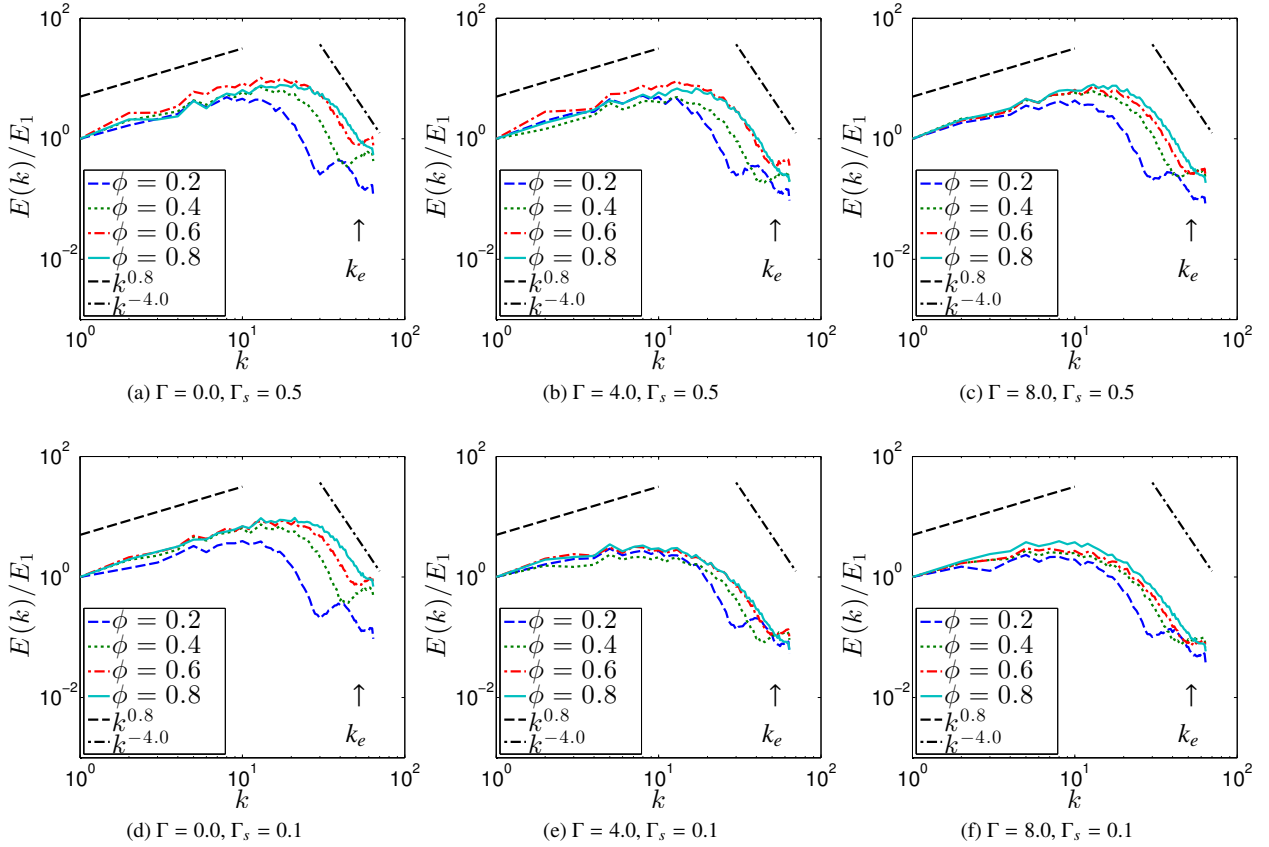 10^2
10^0
10^-2
E(k)/E_1
ϕ = 0.2
ϕ = 0.4
ϕ = 0.6
ϕ = 0.8
k^0.8
k^-4.0
↑
k_e
10^0 10^1 10^2
k
(a) Γ = 0.0, Γ_s = 0.5
10^2
10^0
10^-2
E(k)/E_1
ϕ = 0.2
ϕ = 0.4
ϕ = 0.6
ϕ = 0.8
k^0.8
k^-4.0
↑
k_e
10^0 10^1 10^2
k
(b) Γ = 4.0, Γ_s = 0.5
10^2
10^0
10^-2
E(k)/E_1
ϕ = 0.2
ϕ = 0.4
ϕ = 0.6
ϕ = 0.8
k^0.8
k^-4.0
↑
k_e
10^0 10^1 10^2
k
(c) Γ = 8.0, Γ_s = 0.5
10^2
10^0
10^-2
E(k)/E_1
ϕ = 0.2
ϕ = 0.4
ϕ = 0.6
ϕ = 0.8
k^0.8
k^-4.0
↑
k_e
10^0 10^1 10^2
k
(d) Γ = 0.0, Γ_s = 0.1
10^2
10^0
10^-2
E(k)/E_1
ϕ = 0.2
ϕ = 0.4
ϕ = 0.6
ϕ = 0.8
k^0.8
k^-4.0
↑
k_e
10^0 10^1 10^2
k
(e) Γ = 4.0, Γ_s = 0.1
10^2
10^0
10^-2
E(k)/E_1
ϕ = 0.2
ϕ = 0.4
ϕ = 0.6
ϕ = 0.8
k^0.8
k^-4.0
↑
k_e
10^0 10^1 10^2
k
(f) Γ = 8.0, Γ_s = 0.1